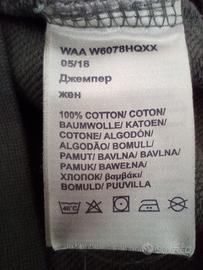 WAA W6078HQXX
05/18
Джемпер
жен
100% COTTON/ COTON/
BAUMWOLLE/ KATOEN/
COTONE/ ALGODÓN/
ALGODÃO/ BOMULL/
PAMUT/ BAVLNA/ BAVLNA/
PAMUK/ BAWEŁNA/
ХЛОПОК/ βαμβάκι/
BOMULD/ PUUVILLA
subito